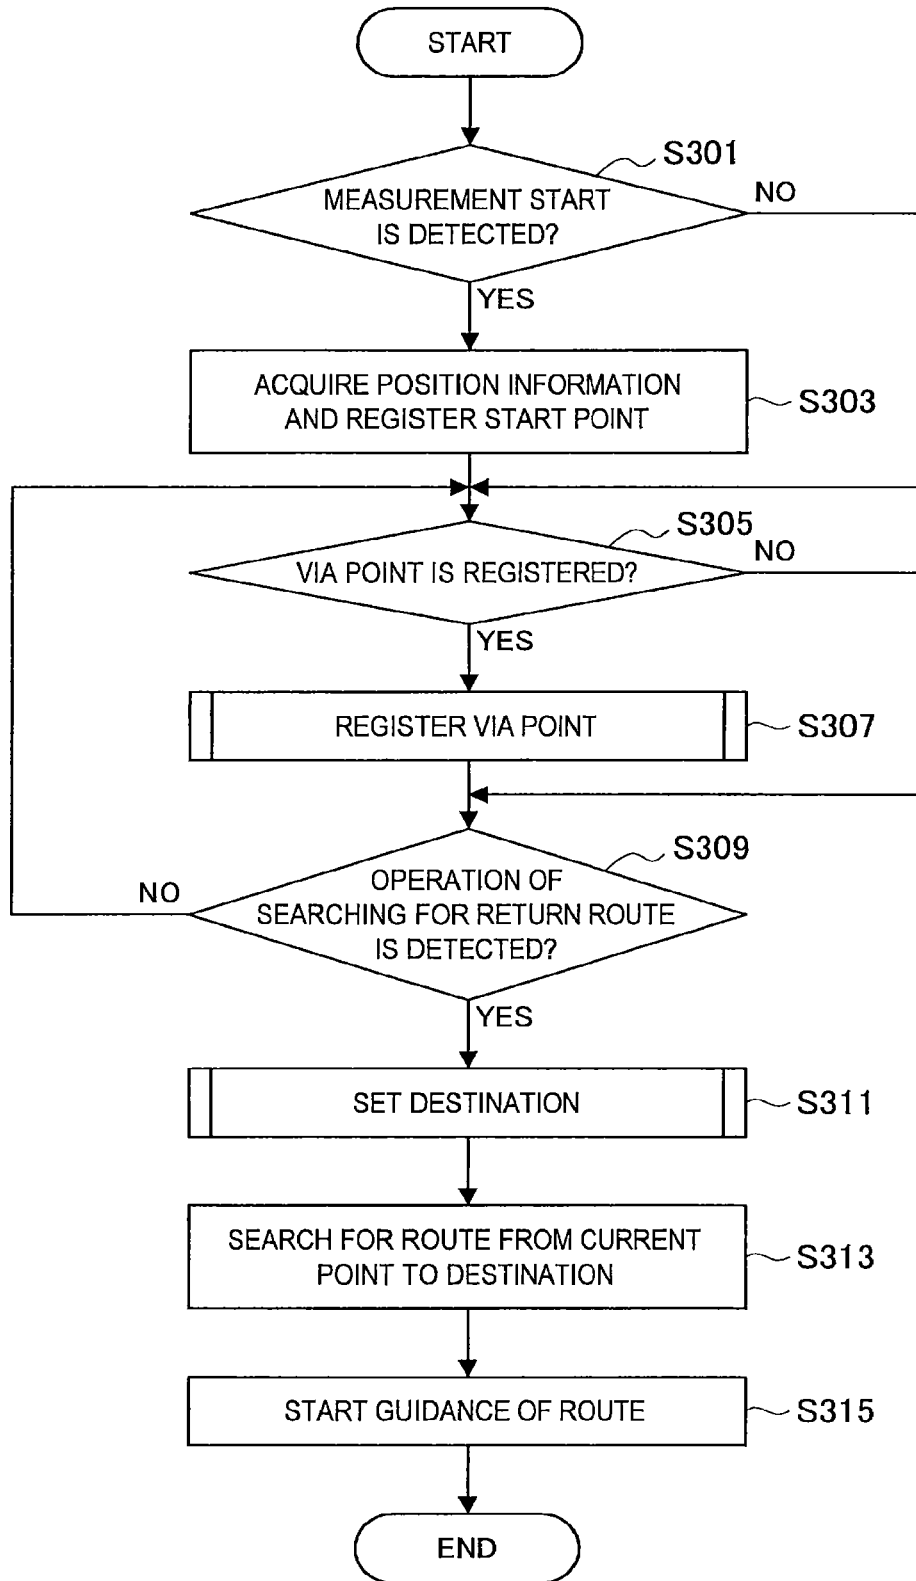 START
S301
MEASUREMENT START
IS DETECTED?
NO
YES
ACQUIRE POSITION INFORMATION
AND REGISTER START POINT
S303
S305
VIA POINT IS REGISTERED?
NO
YES
REGISTER VIA POINT
S307
S309
OPERATION OF
SEARCHING FOR RETURN ROUTE
IS DETECTED?
NO
YES
SET DESTINATION
S311
SEARCH FOR ROUTE FROM CURRENT
POINT TO DESTINATION
S313
START GUIDANCE OF ROUTE
S315
END